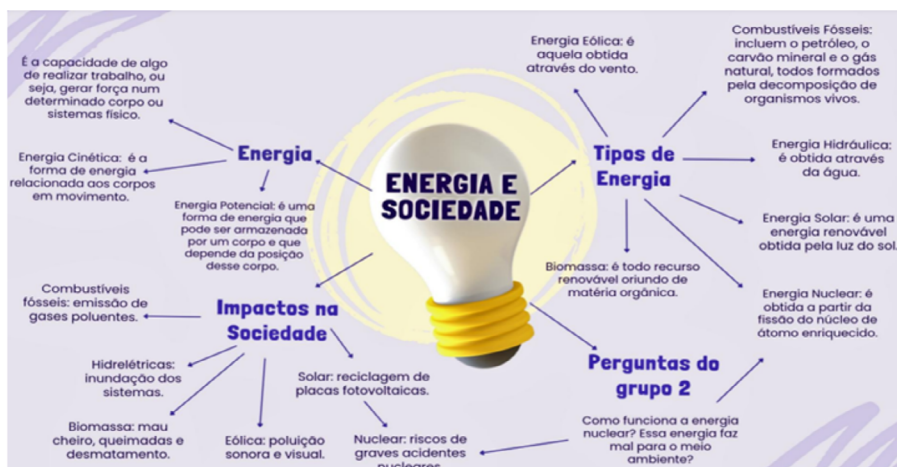 É a capacidade de algo
de realizar trabalho, ou
seja, gerar força num
determinado corpo ou
sistemas físico.
Energia
Energia Cinética: é a
forma de energia
relacionada aos corpos
em movimento.
Energia Potencial: é uma
forma de energia que
pode ser armazenada
por um corpo e que
depende da posição
desse corpo.
ENERGIA E
SOCIEDADE
Energia Eólica: é
aquela obtida
através do vento.
Combustíveis Fósseis:
incluem o petróleo, o
carvão mineral e o gás
natural, todos formados
pela decomposição de
organismos vivos.
Tipos de
Energia
Energia Hidráulica:
é obtida através
da água.
Energia Solar: é uma
energia renovável
obtida pela luz do sol.
Biomassa: é todo recurso
renovável oriundo de
matéria orgânica.
Energia Nuclear: é
obtida a partir da
fissão do núcleo de
átomo enriquecido.
Impactos na
Sociedade
Combustíveis
fósseis: emissão de
gases poluentes.
Hidrelétricas:
inundação dos
sistemas.
Biomassa: mau
cheiro, queimadas e
desmatamento.
Eólica: poluição
sonora e visual.
Solar: reciclagem de
placas fotovoltaicas.
Nuclear: riscos de
graves acidentes
nucleares
Perguntas do
grupo 2
Como funciona a energia
nuclear? Essa energia faz
mal para o meio
ambiente?